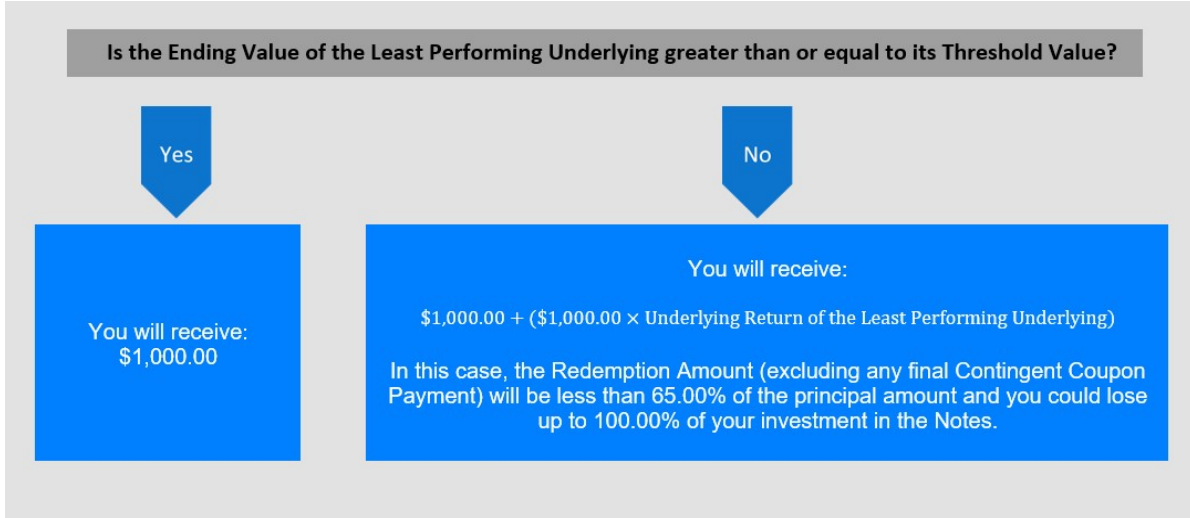 Is the Ending Value of the Least Performing Underlying greater than or equal to its Threshold Value?
Yes
No
You will receive:
$1,000.00
You will receive:
$1,000.00 + ($1,000.00 × Underlying Return of the Least Performing Underlying)
In this case, the Redemption Amount (excluding any final Contingent Coupon
Payment) will be less than 65.00% of the principal amount and you could lose
up to 100.00% of your investment in the Notes.